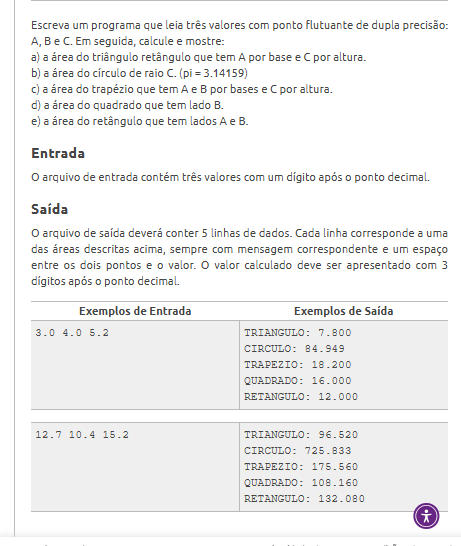 Escreva um programa que leia três valores com ponto flutuante de dupla precisão:
A, B e C. Em seguida, calcule e mostre:
a) a área do triângulo retângulo que tem A por base e C por altura.
b) a área do círculo de raio C. (pi = 3.14159)
c) a área do trapézio que tem A e B por bases e C por altura.
d) a área do quadrado que tem lado B.
e) a área do retângulo que tem lados A e B.
Entrada
O arquivo de entrada contém três valores com um dígito após o ponto decimal.
Saída
O arquivo de saída deverá conter 5 linhas de dados. Cada linha corresponde a uma
das áreas descritas acima, sempre com mensagem correspondente e um espaço
entre os dois pontos e o valor. O valor calculado deve ser apresentado com 3
dígitos após o ponto decimal.
Exemplos de Entrada Exemplos de Saída
3.0 4.0 5.2 TRIANGULO: 7.800
CIRCULO: 84.949
TRAPEZIO: 18.200
QUADRADO: 16.000
RETANGULO: 12.000
12.7 10.4 15.2 TRIANGULO: 96.520
CIRCULO: 725.833
TRAPEZIO: 175.560
QUADRADO: 108.160
RETANGULO: 132.080